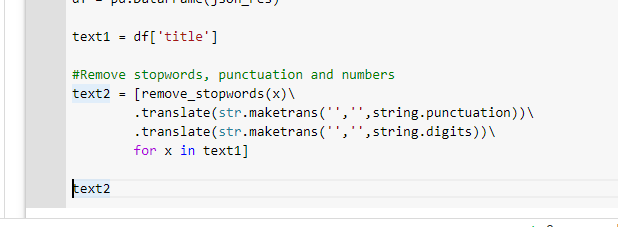 df = pd.DataFrame(json_res)
text1 = df['title']
#Remove stopwords, punctuation and numbers
text2 = [remove_stopwords(x)\
.translate(str.maketrans('','',string.punctuation))\
.translate(str.maketrans('','',string.digits))\
for x in text1]
text2